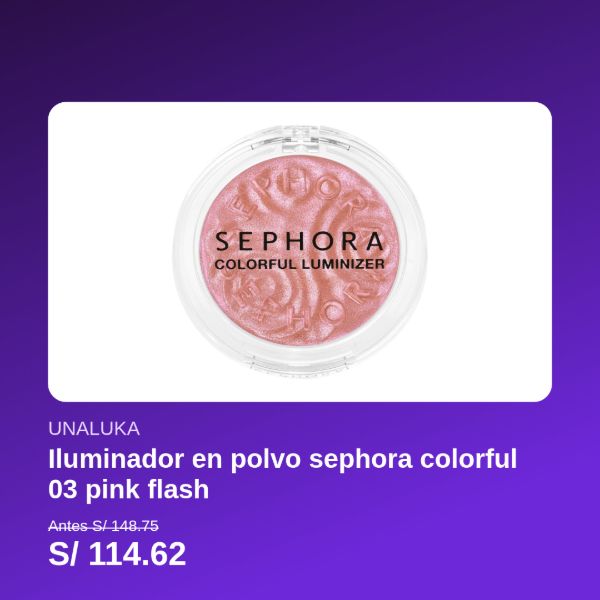 SEPHORA
COLORFUL LUMINIZER
UNALUKA
Iluminador en polvo sephora colorful
03 pink flash
Antes S/ 148.75
S/ 114.62